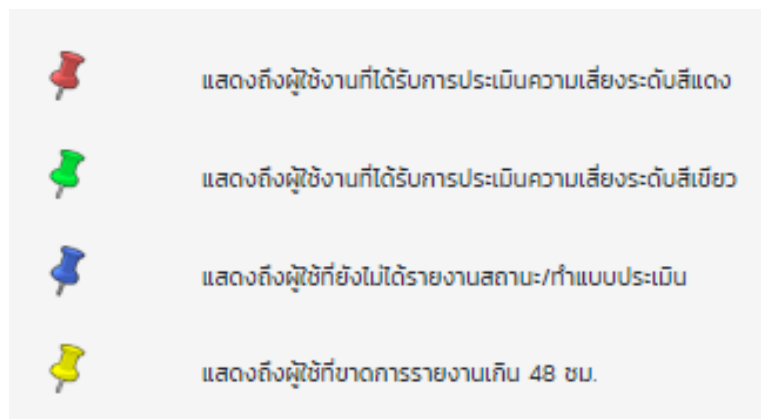 แสดงถึงผู้ใช้งานที่ได้รับการประเมินความเสี่ยงระดับสีแดง
แสดงถึงผู้ใช้งานที่ได้รับการประเมินความเสี่ยงระดับสีเขียว
แสดงถึงผู้ใช้ที่ยังไม่ได้รายงานสถานะ/ทำแบบประเมิน
แสดงถึงผู้ใช้ที่ขาดการรายงานเกิน 48 ชม.